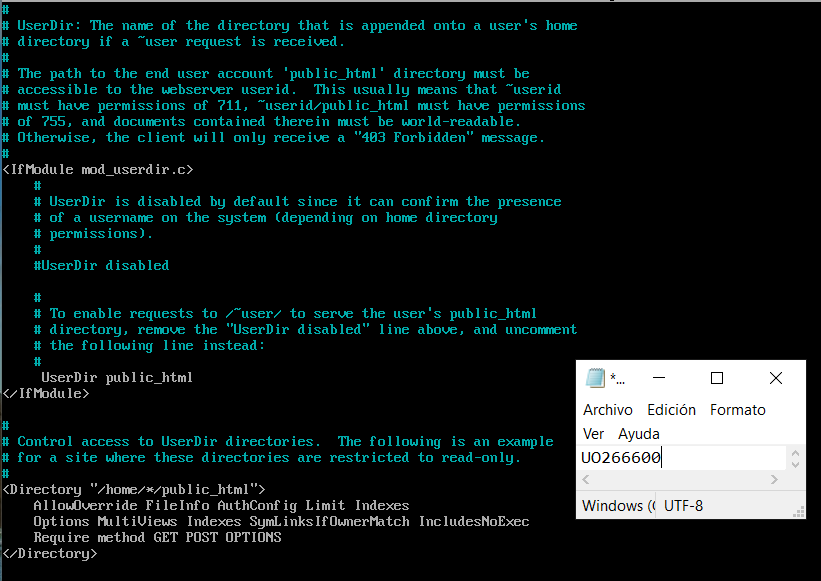 #
# UserDir: The name of the directory that is appended onto a user's home
# directory if a ~user request is received.
#
# The path to the end user account 'public_html' directory must be
# accessible to the webserver userid.  This usually means that ~userid
# must have permissions of 711, ~userid/public_html must have permissions
# of 755, and documents contained therein must be world-readable.
# Otherwise, the client will only receive a "403 Forbidden" message.
#
<IfModule mod_userdir.c>
    #
    # UserDir is disabled by default since it can confirm the presence
    # of a username on the system (depending on home directory
    # permissions).
    #
    #UserDir disabled

    #
    # To enable requests to /~user/ to serve the user's public_html
    # directory, remove the "UserDir disabled" line above, and uncomment
    # the following line instead:
    #
     UserDir public_html
</IfModule>

#
# Control access to UserDir directories.  The following is an example
# for a site where these directories are restricted to read-only.
#
<Directory "/home/*/public_html">
    AllowOverride FileInfo AuthConfig Limit Indexes
    Options MultiViews Indexes SymLinksIfOwnerMatch IncludesNoExec
    Require method GET POST OPTIONS
</Directory>
*...
Archivo Edición Formato
Ver Ayuda
UO266600
Windows (C UTF-8